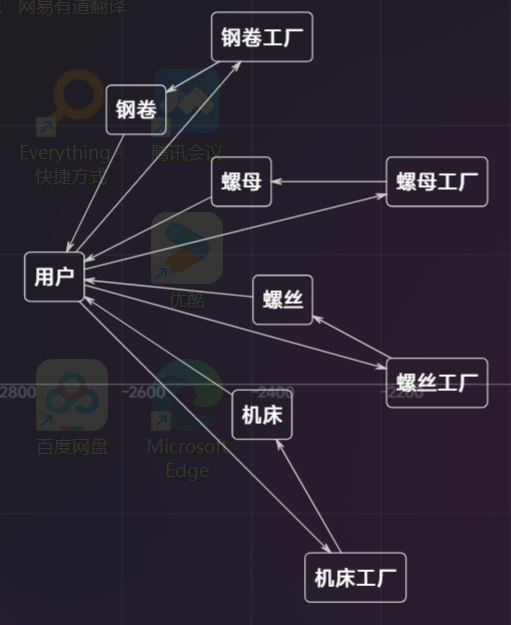 网易有道翻译
钢卷工厂
钢卷
Everything -
快捷方式
腾讯会议
螺母
螺母工厂
用户
优酷
螺丝
螺丝工厂
2800
-2600
-2400
-2200
机床
百度网盘
Microsoft
Edge
机床工厂